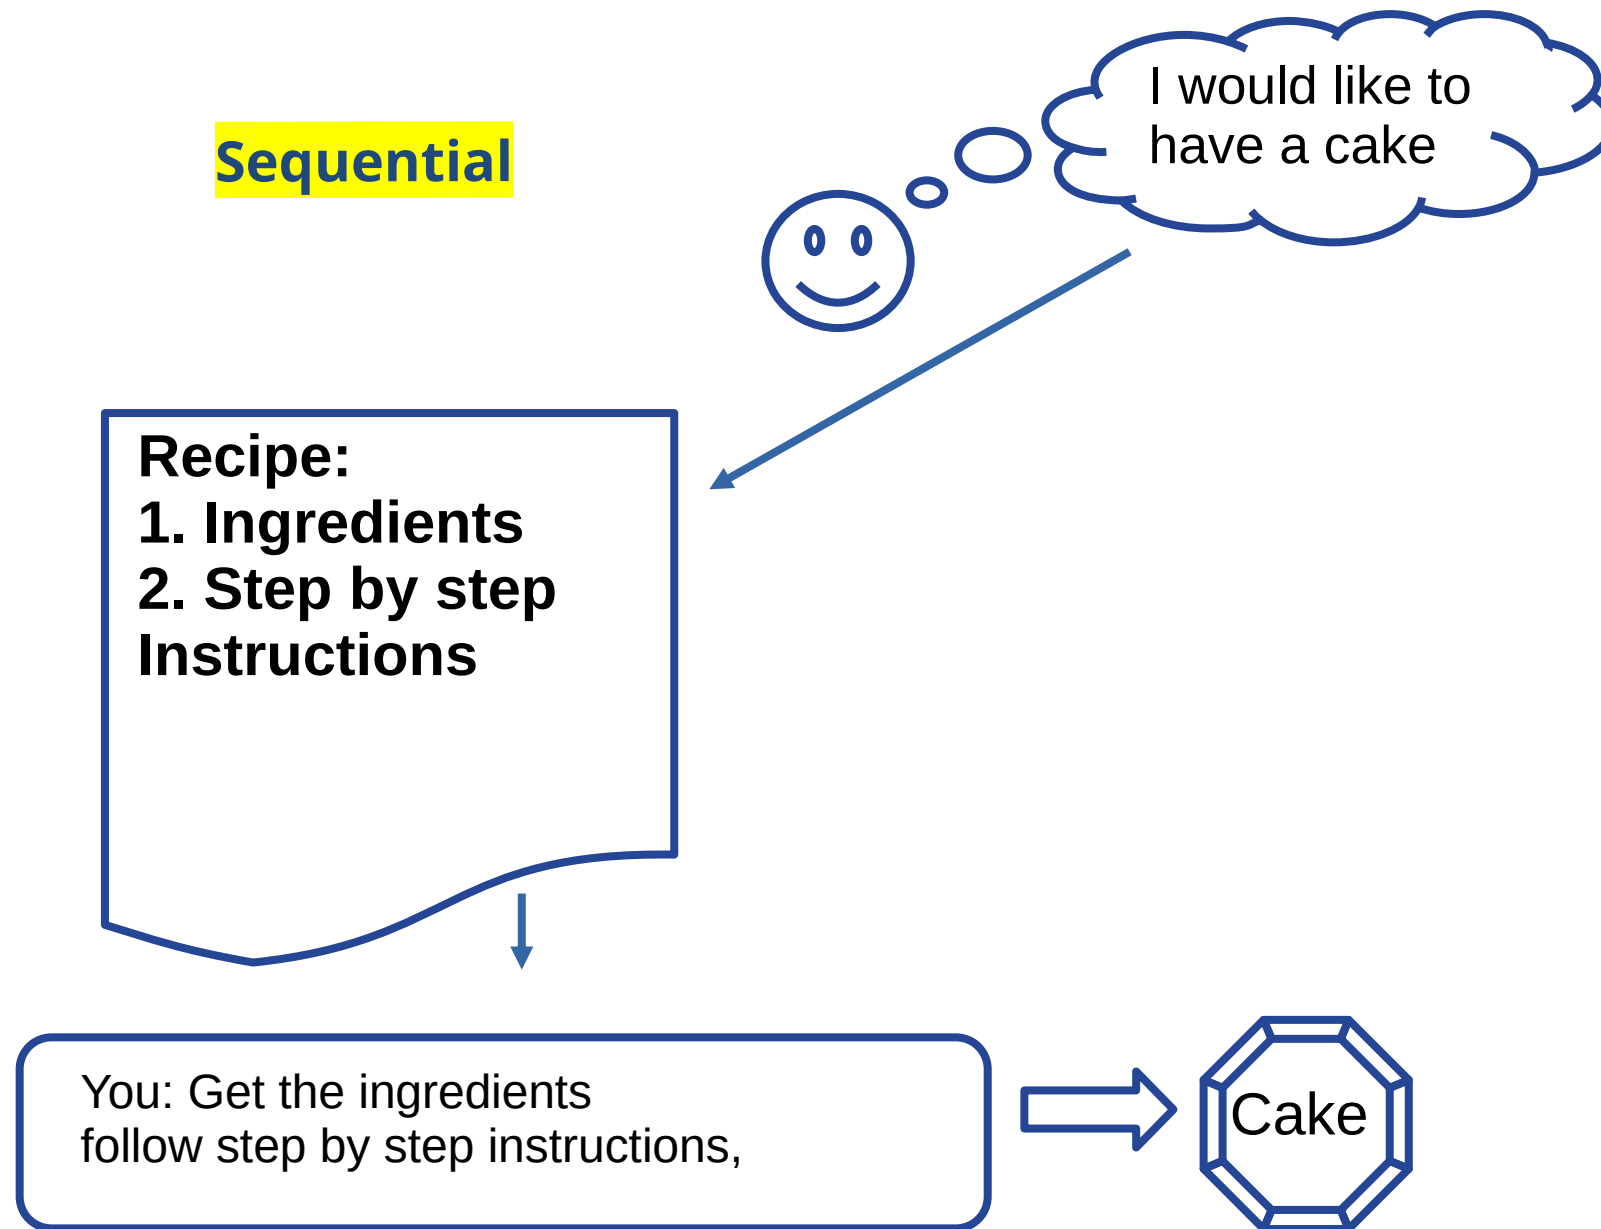 Sequential
I would like to
have a cake
Recipe:
1. Ingredients
2. Step by step
Instructions
You: Get the ingredients
follow step by step instructions,
Cake